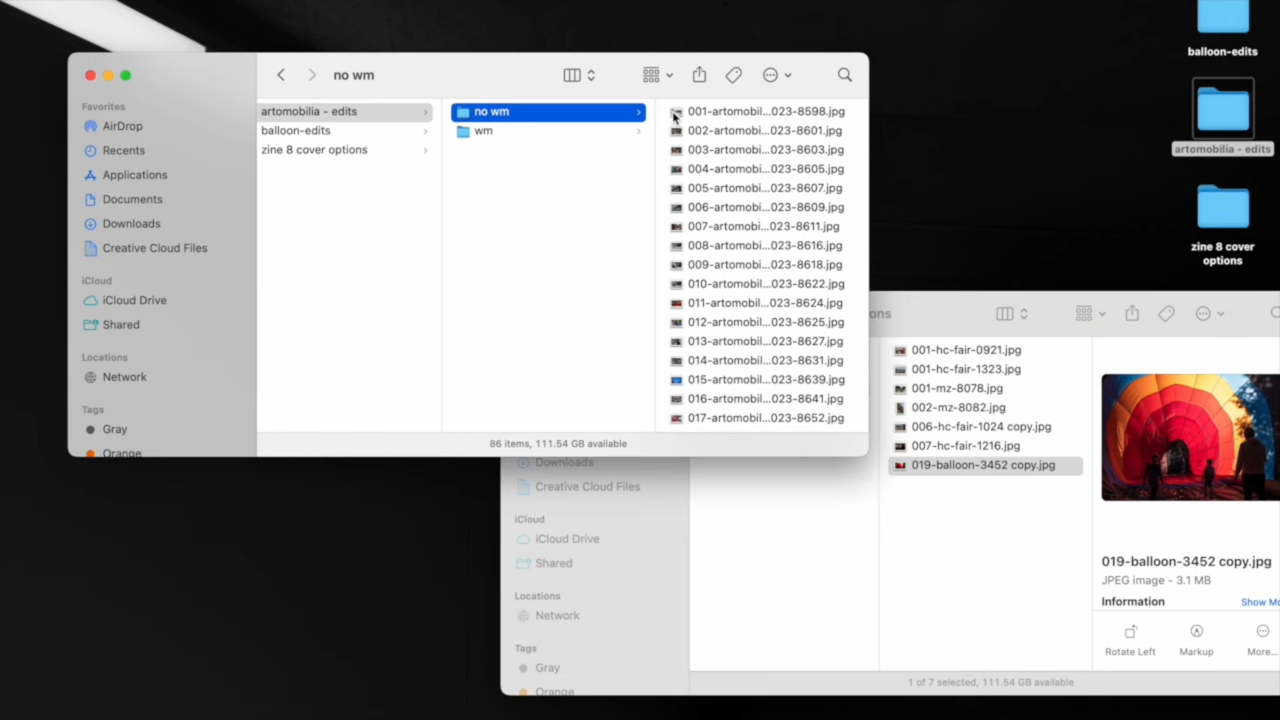 balloon-edits
artomobilia - edits
zine 8 cover
options
no wm
Favorites
AirDrop
Recents
Applications
Documents
Downloads
Creative Cloud Files
iCloud
iCloud Drive
Shared
Locations
Network
Tags
Gray
Orange
artomobilia - edits
balloon-edits
zine 8 cover options
no wm
wm
001-artomobil...023-8598.jpg
002-artomobi...023-8601.jpg
003-artomobi...023-8603.jpg
004-artomobi...023-8605.jpg
005-artomobi...023-8607.jpg
006-artomobi...023-8609.jpg
007-artomobi...023-8611.jpg
008-artomobi...023-8616.jpg
009-artomobi...023-8618.jpg
010-artomobi...023-8622.jpg
011-artomobil...023-8624.jpg
012-artomobi...023-8625.jpg
013-artomobi...023-8627.jpg
014-artomobi...023-8631.jpg
015-artomobil...023-8639.jpg
016-artomobi...023-8641.jpg
017-artomobil...023-8652.jpg
86 items, 111.54 GB available
ons
Downloads
Creative Cloud Files
iCloud
iCloud Drive
Shared
Locations
Network
Tags
Gray
Orange
001-hc-fair-0921.jpg
001-hc-fair-1323.jpg
001-mz-8078.jpg
002-mz-8082.jpg
006-hc-fair-1024 copy.jpg
007-hc-fair-1216.jpg
019-balloon-3452 copy.jpg
019-balloon-3452 copy.jpg
JPEG image - 3.1 MB
Information
Show Mo
Rotate Left
Markup
More...
1 of 7 selected, 111.54 GB available